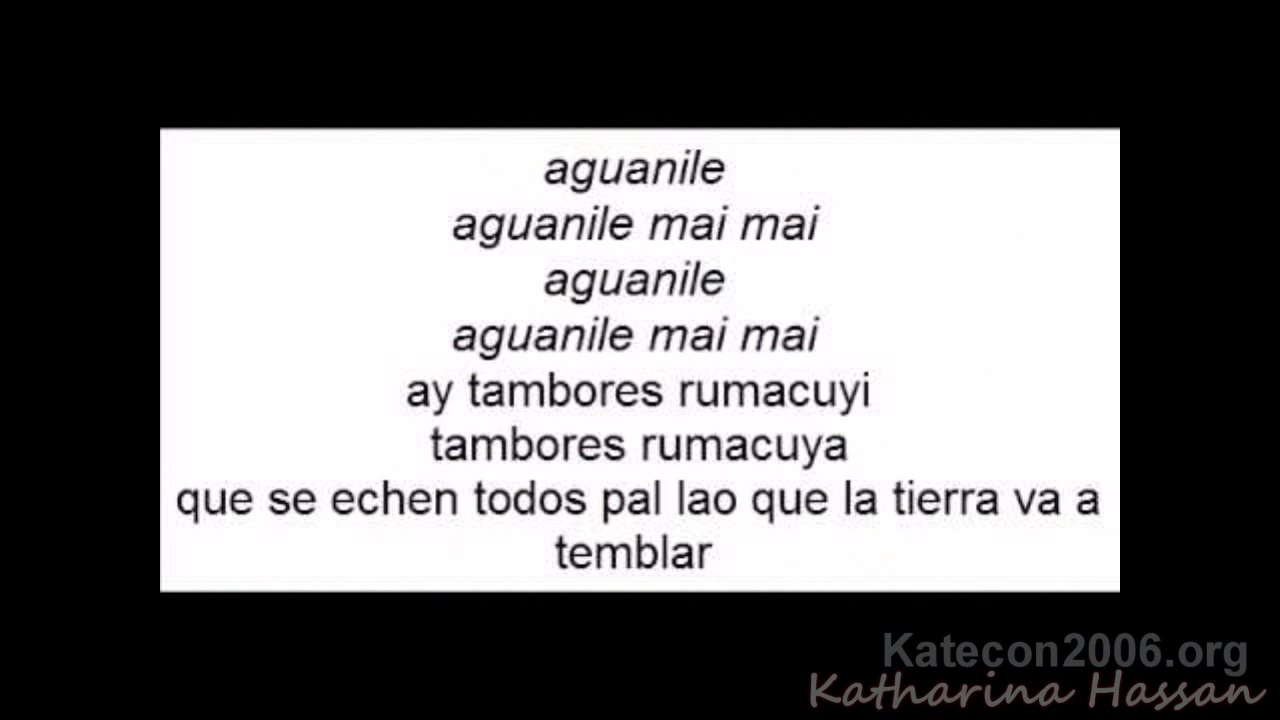 aguanile
aguanile mai mai
aguanile
aguanile mai mai
ay tambores rumacuyi
tambores rumacuya
que se echen todos pal lao que la tierra va a
temblar
Katecon2006.org
Katharina Hassan